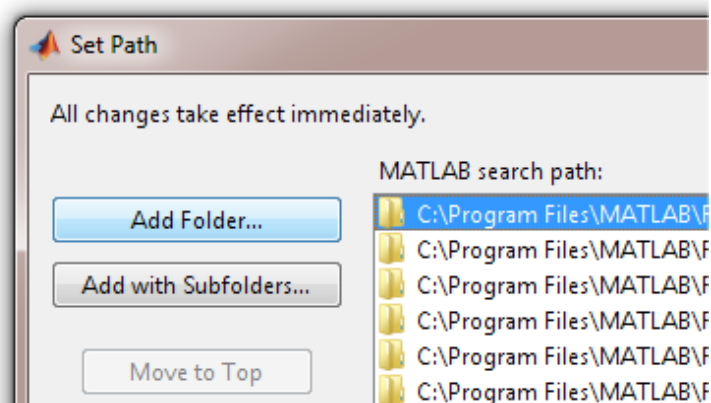 Set Path
All changes take effect immediately.
MATLAB search path:
Add Folder...
Add with Subfolders...
Move to Top
C:\Program Files\MATLAB\
C:\Program Files\MATLAB\
C:\Program Files\MATLAB\
C:\Program Files\MATLAB\
C:\Program Files\MATLAB\
C:\Program Files\MATLAB\